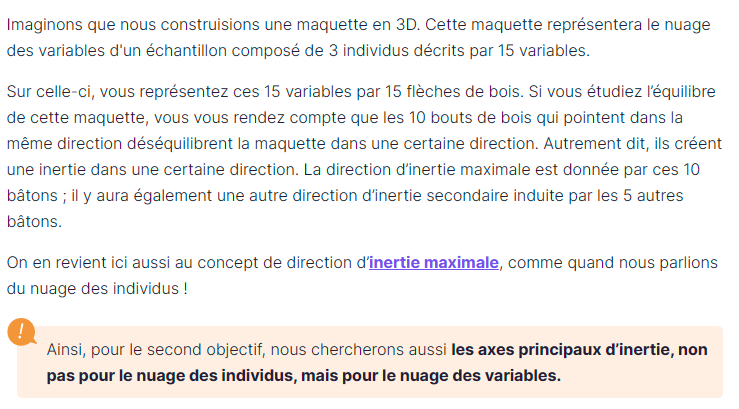 Imaginons que nous construisions une maquette en 3D. Cette maquette représentera le nuage
des variables d'un échantillon composé de 3 individus décrits par 15 variables.
Sur celle-ci, vous représentez ces 15 variables par 15 flèches de bois. Si vous étudiez l’équilibre
de cette maquette, vous vous rendez compte que les 10 bouts de bois qui pointent dans la
même direction déséquilibrent la maquette dans une certaine direction. Autrement dit, ils créent
une inertie dans une certaine direction. La direction d’inertie maximale est donnée par ces 10
bâtons ; il y aura également une autre direction d’inertie secondaire induite par les 5 autres
bâtons.
On en revient ici aussi au concept de direction d’inertie maximale, comme quand nous parlions
du nuage des individus !
!
Ainsi, pour le second objectif, nous chercherons aussi les axes principaux d’inertie, non
pas pour le nuage des individus, mais pour le nuage des variables.